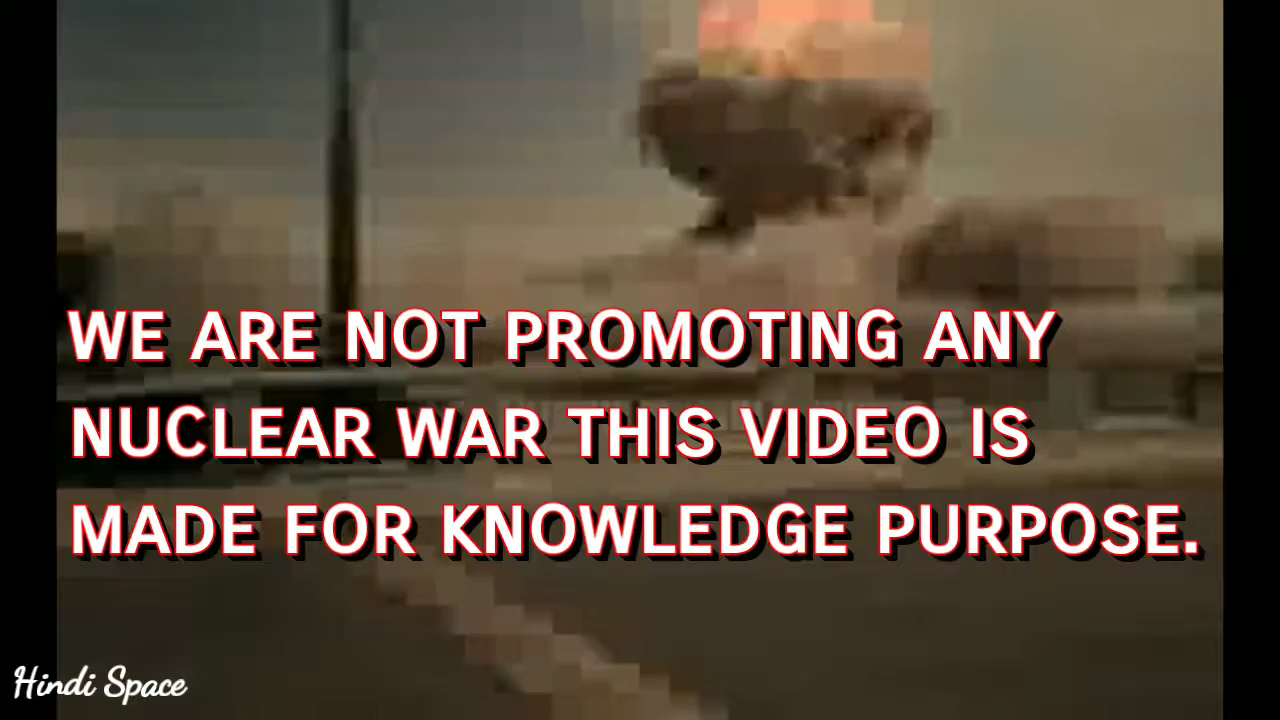 WE ARE NOT PROMOTING ANY
NUCLEAR WAR THIS VIDEO IS
MADE FOR KNOWLEDGE PURPOSE.
Hindi Space